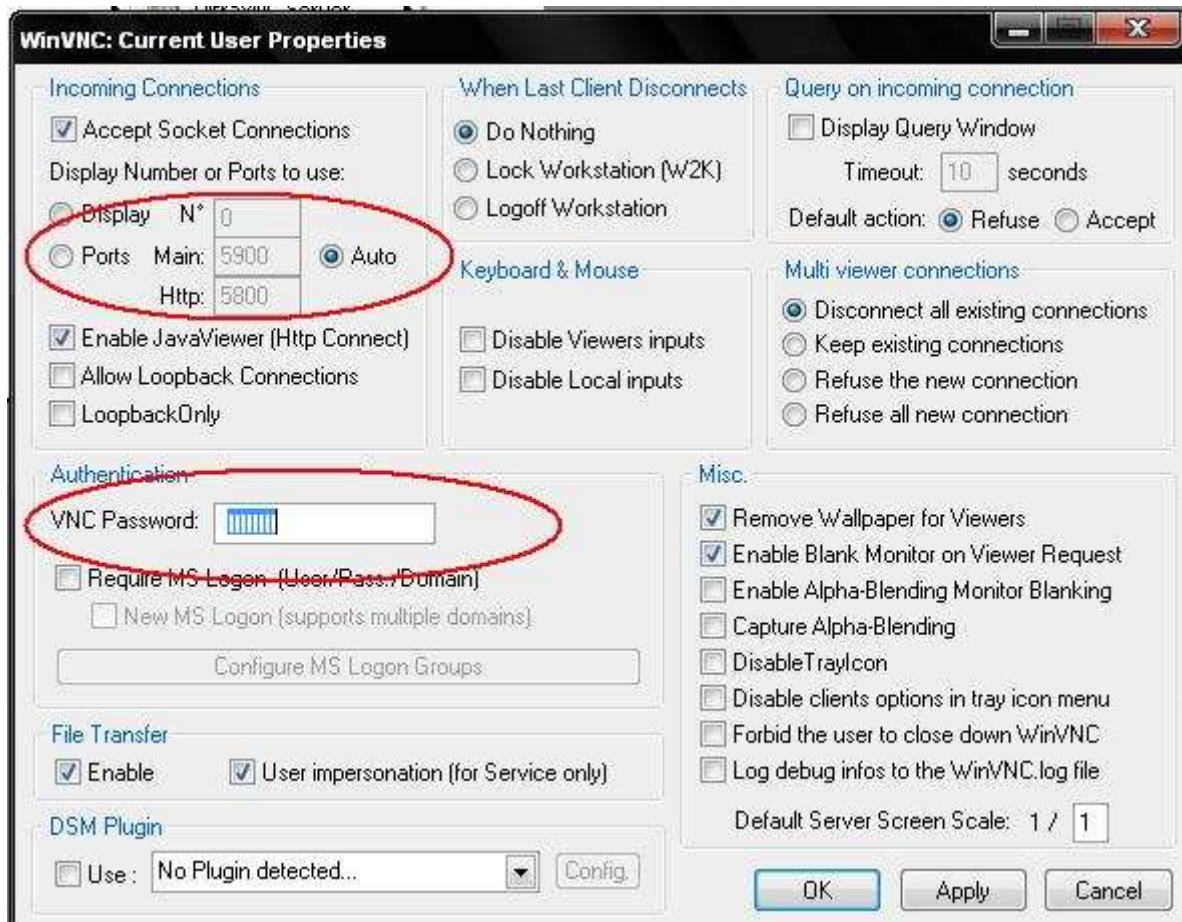 WinVNC: Current User Properties
Incoming Connections
Accept Socket Connections
Display Number or Ports to use:
Display N° 0
Ports Main: 5900 Auto
Http: 5800
Enable JavaViewer (Http Connect)
Allow Loopback Connections
LoopbackOnly
When Last Client Disconnects
Do Nothing
Lock Workstation (W2K)
Logoff Workstation
Query on incoming connection
Display Query Window
Timeout: 10 seconds
Default action: Refuse Accept
Keyboard & Mouse
Disable Viewers inputs
Disable Local inputs
Multi viewer connections
Disconnect all existing connections
Keep existing connections
Refuse the new connection
Refuse all new connection
Authentication
VNC Password:
Require MS Logon (User/Pass./Domain)
New MS Logon (supports multiple domains)
Configure MS Logon Groups
Misc.
Remove Wallpaper for Viewers
Enable Blank Monitor on Viewer Request
Enable Alpha-Blending Monitor Blanking
Capture Alpha-Blending
DisableTrayIcon
Disable clients options in tray icon menu
Forbid the user to close down WinVNC
Log debug infos to the WinVNC.log file
Default Server Screen Scale: 1 / 1
File Transfer
Enable User impersonation (for Service only)
DSM Plugin
Use : No Plugin detected... Config.
OK Apply Cancel